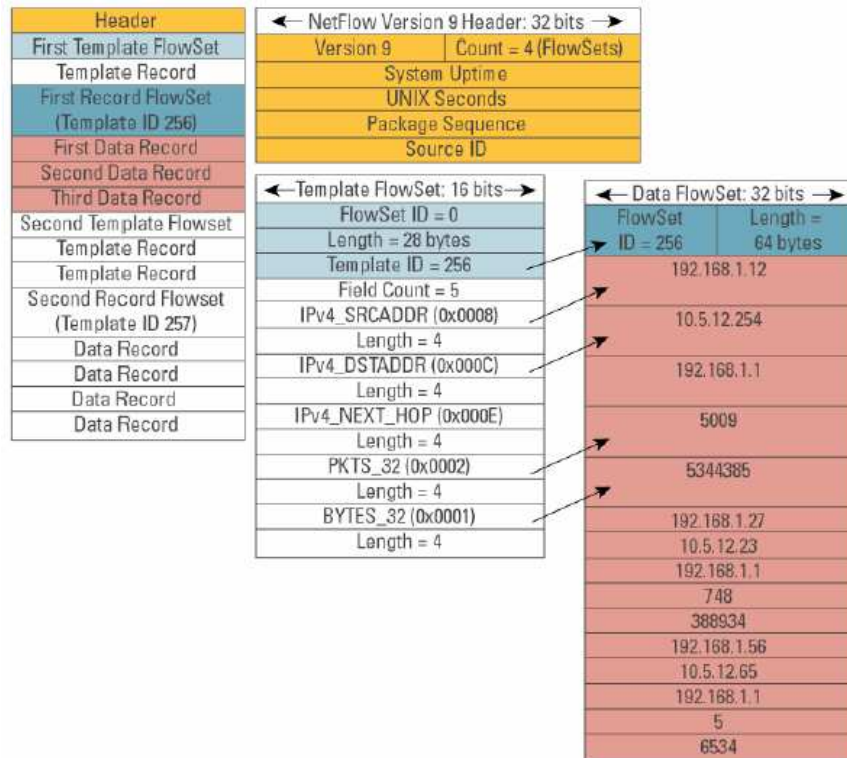 Header
First Template FlowSet
Template Record
First Record FlowSet
(Template ID 256)
First Data Record
Second Data Record
Third Data Record
Second Template Flowset
Template Record
Template Record
Second Record Flowset
(Template ID 257)
Data Record
Data Record
Data Record
Data Record
NetFlow Version 9 Header: 32 bits
Version 9
Count = 4 (FlowSets)
System Uptime
UNIX Seconds
Package Sequence
Source ID
Template FlowSet: 16 bits
FlowSet ID = 0
Length = 28 bytes
Template ID = 256
Field Count = 5
IPv4_SRCADDR (0x0008)
Length = 4
IPv4_DSTADDR (0x000C)
Length = 4
IPv4_NEXT_HOP (0x000E)
Length = 4
PKTS_32 (0x0002)
Length = 4
BYTES_32 (0x0001)
Length = 4
Data FlowSet: 32 bits
FlowSet
ID = 256
Length =
64 bytes
192.168.1.12
10.5.12.254
192.168.1.1
5009
5344385
192.168.1.27
10.5.12.23
192.168.1.1
748
388934
192.168.1.56
10.5.12.65
192.168.1.1
5
6534